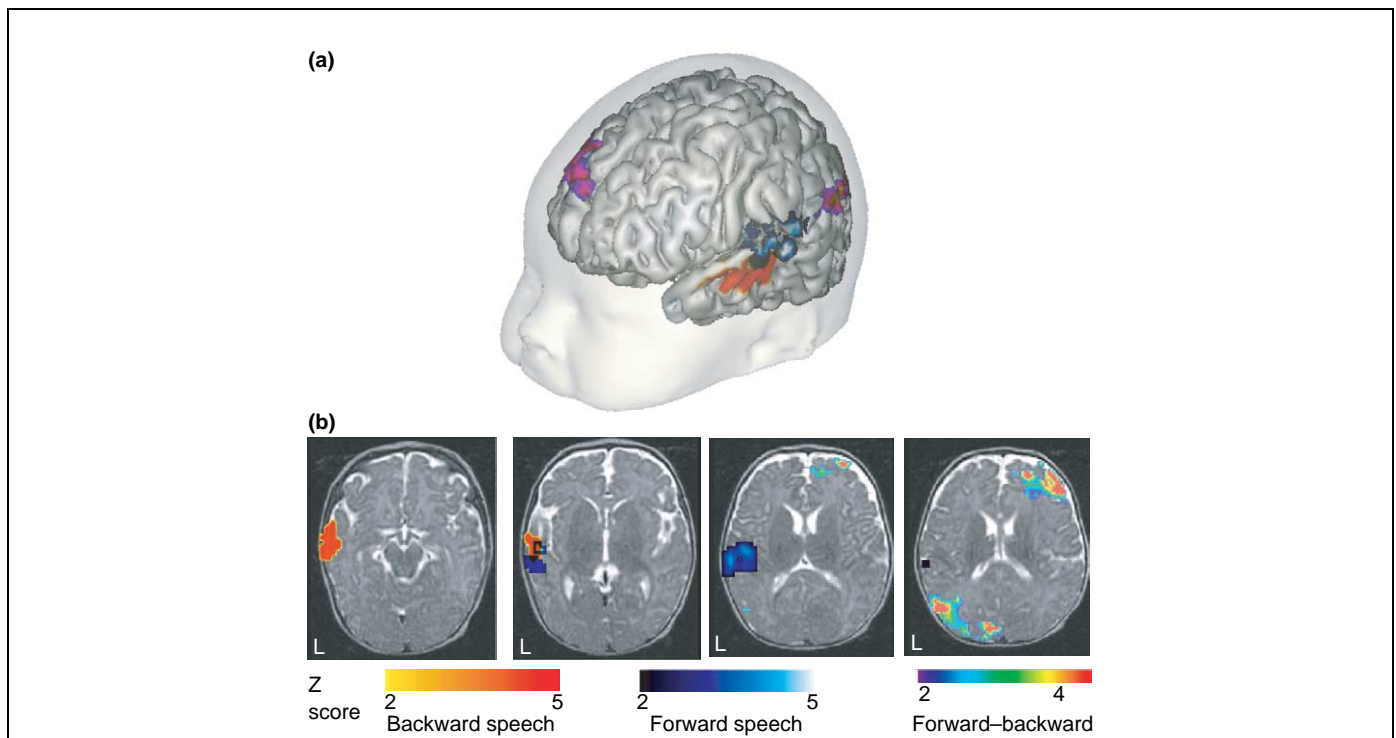 (a)
(b)
L L L L
Z score
2 5
Backward speech
2 5
Forward speech
2 4
Forward–backward